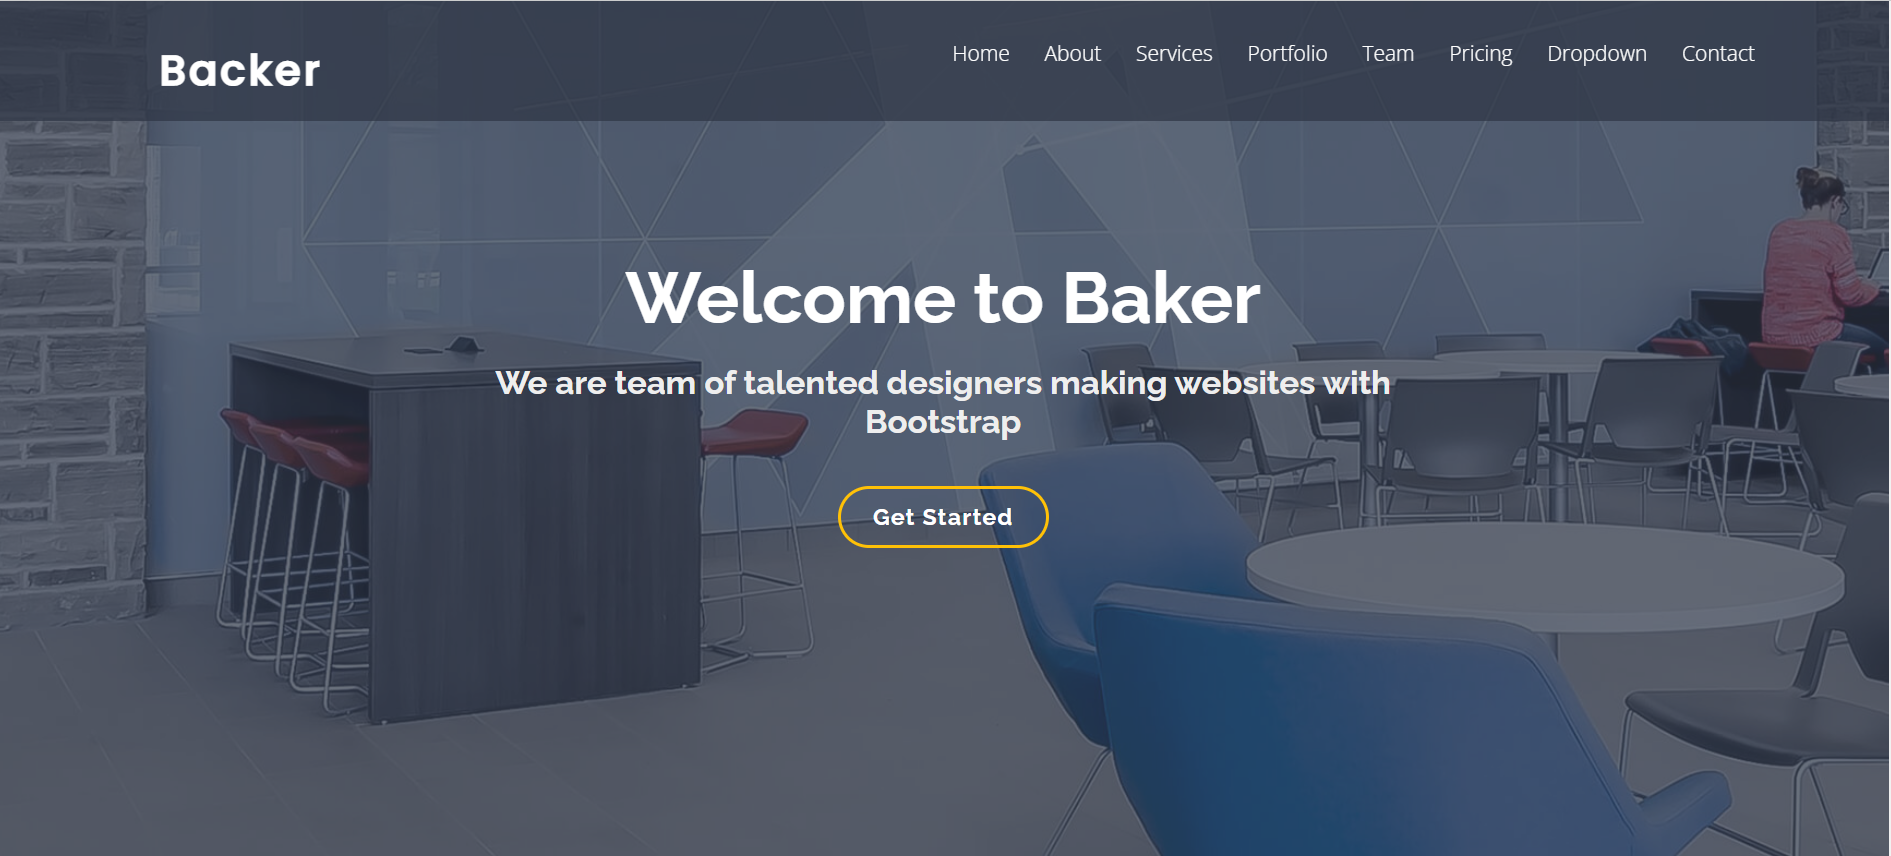 Backer
Home About Services Portfolio Team Pricing Dropdown Contact
Welcome to Baker
We are team of talented designers making websites with
Bootstrap
Get Started